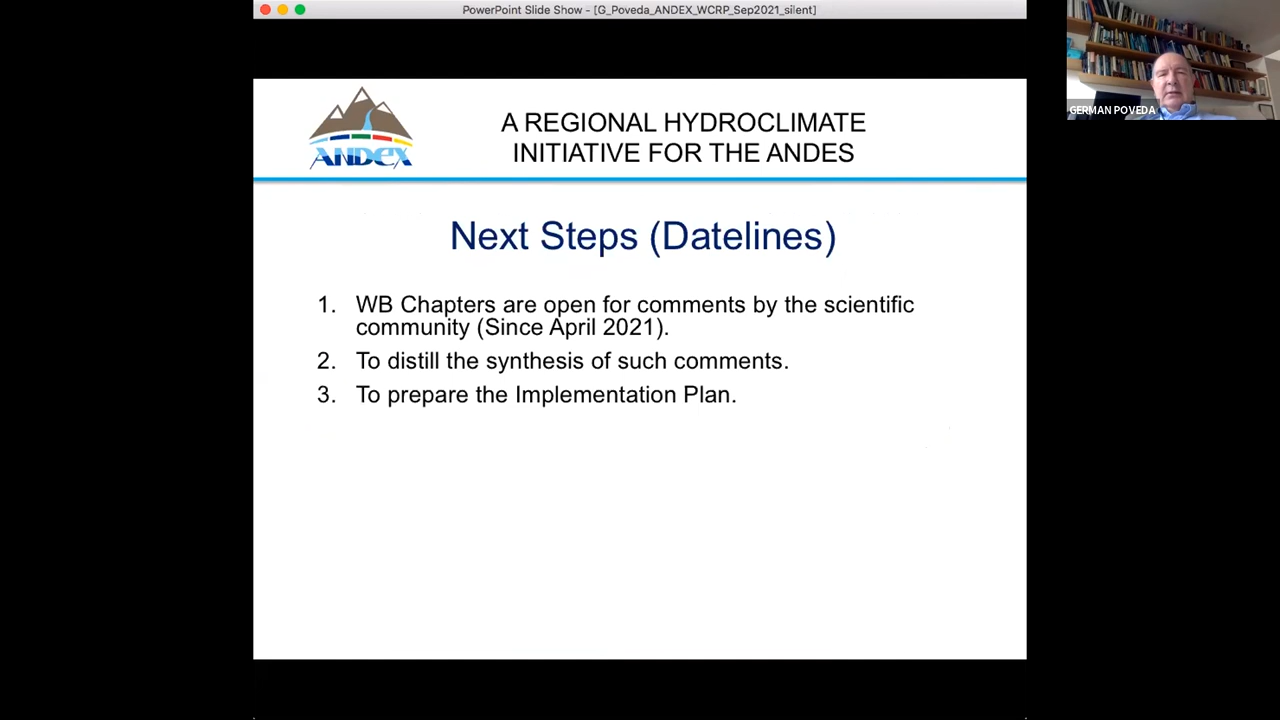 PowerPoint Slide Show - [G_Poveda_ANDEX_WCRP_Sep2021_silent]
GERMAN POVEDA
ANDEX
A REGIONAL HYDROCLIMATE
INITIATIVE FOR THE ANDES
Next Steps (Datelines)
1. WB Chapters are open for comments by the scientific
community (Since April 2021).
2. To distill the synthesis of such comments.
3. To prepare the Implementation Plan.